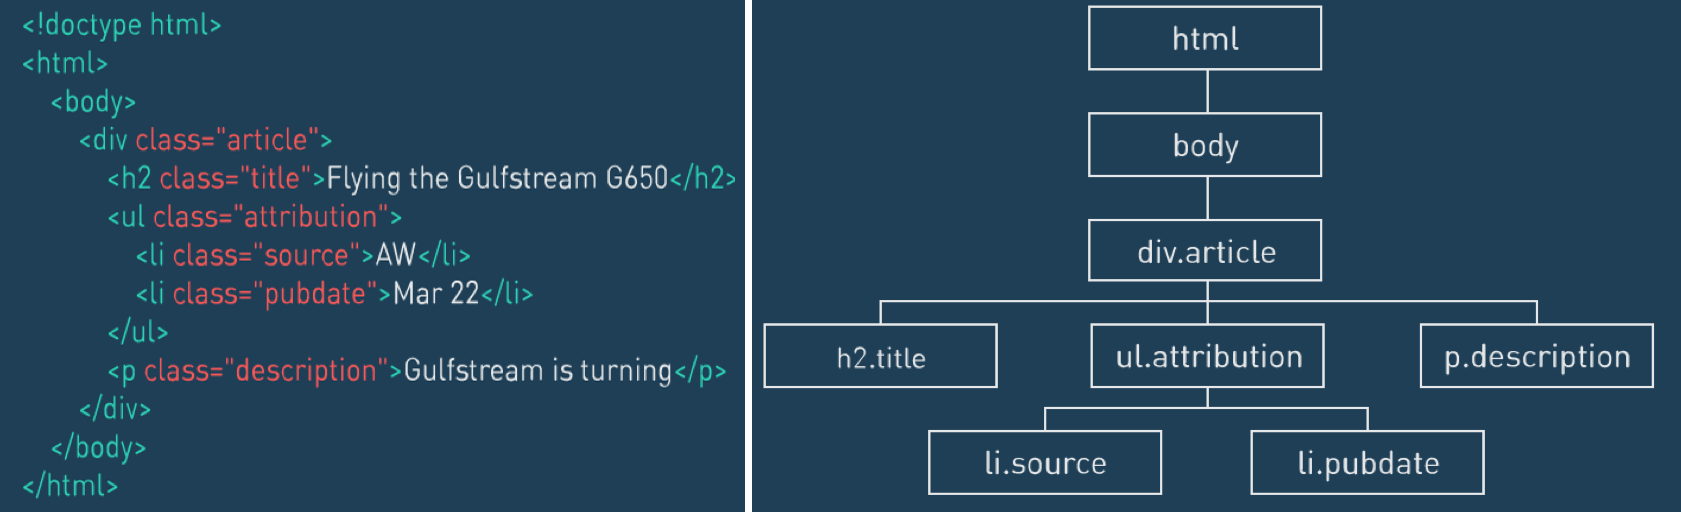 <!doctype html>
<html>
<body>
<div class="article">
<h2 class="title">Flying the Gulfstream G650</h2>
<ul class="attribution">
<li class="source">AW</li>
<li class="pubdate">Mar 22</li>
</ul>
<p class="description">Gulfstream is turning</p>
</div>
</body>
</html>
html
body
div.article
h2.title
ul.attribution
p.description
li.source
li.pubdate